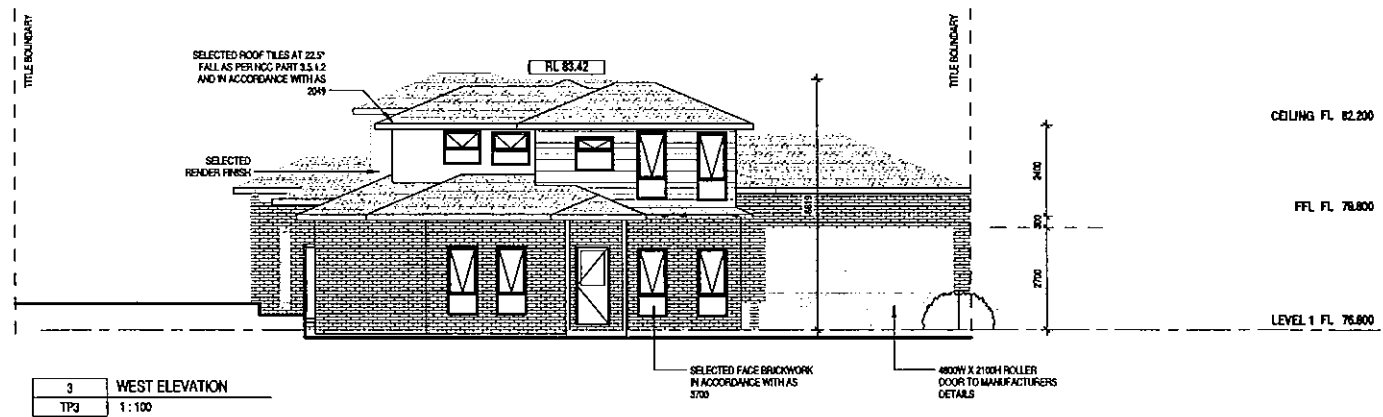 TITLE BOUNDARY
SELECTED ROOF TILES AT 22.5°
FALL AS PER NCC PART 3.5.1.2
AND IN ACCORDANCE WITH AS
2049
RL 83.42
TITLE BOUNDARY
CEILING FL 82.200
SELECTED
RENDER FINISH
2400
6619
FFL FL 79.800
300
2700
LEVEL 1 FL 76.800
SELECTED FACE BRICKWORK
IN ACCORDANCE WITH AS
3700
4800W X 2100H ROLLER
DOOR TO MANUFACTURERS
DETAILS
3 WEST ELEVATION
TP3 1 : 100